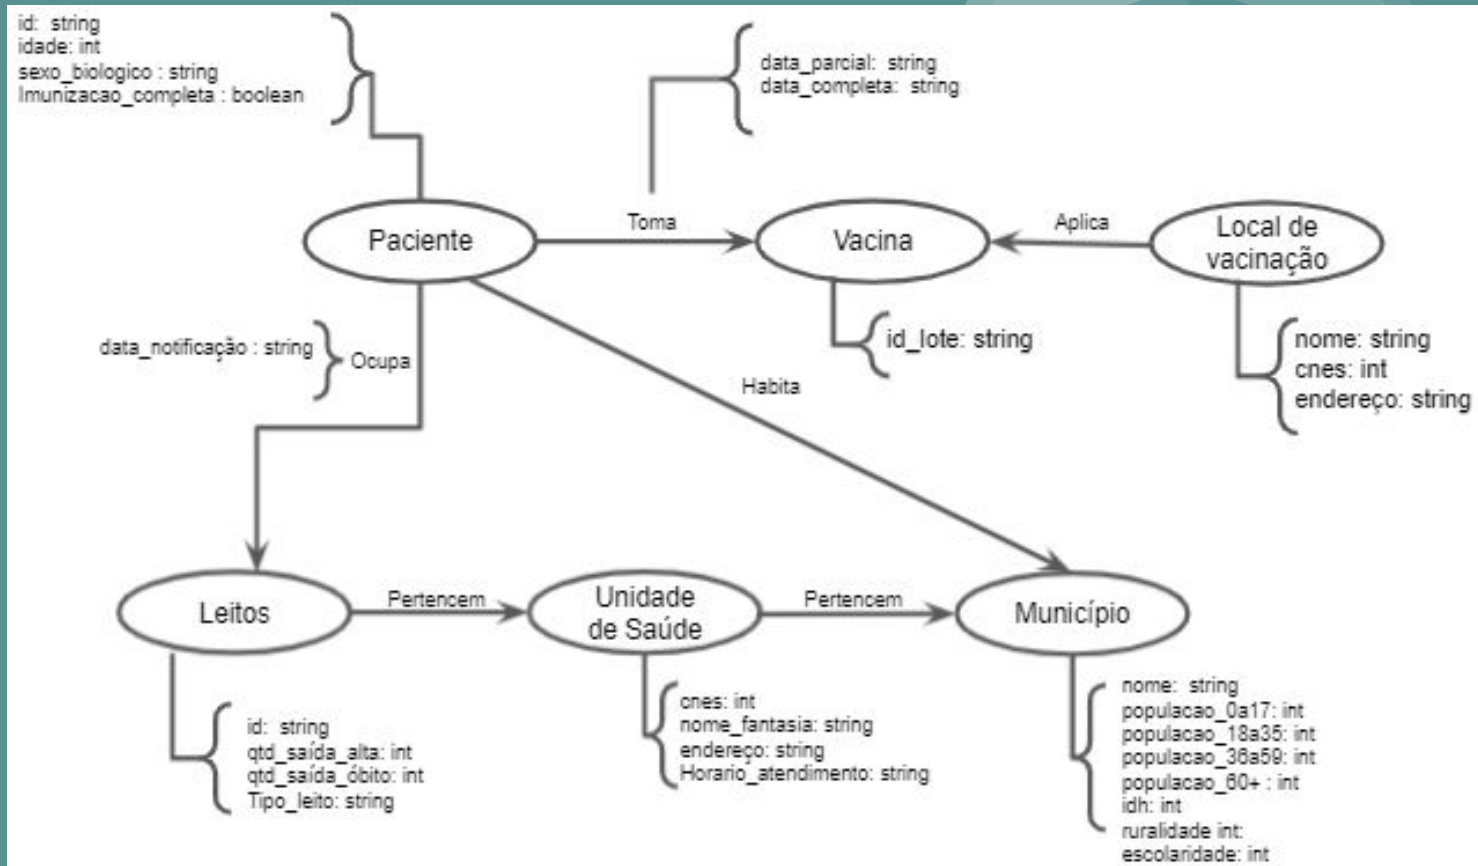 id: string
idade: int
sexo_biologico : string
Imunizacao_completa : boolean
data_parcial: string
data_completa: string
Paciente
Toma
Vacina
Aplica
Local de
vacinação
data_notificação : string
Ocupa
id_lote: string
nome: string
cnes: int
endereço: string
Habita
Leitos
Pertencem
Unidade
de Saúde
Pertencem
Município
id: string
qtd_saída_alta: int
qtd_saída_óbito: int
Tipo_leito: string
cnes: int
nome_fantasia: string
endereço: string
Horario_atendimento: string
nome: string
populacao_0a17: int
populacao_18a35: int
populacao_36a59: int
populacao_60+ : int
idh: int
ruralidade int:
escolaridade: int